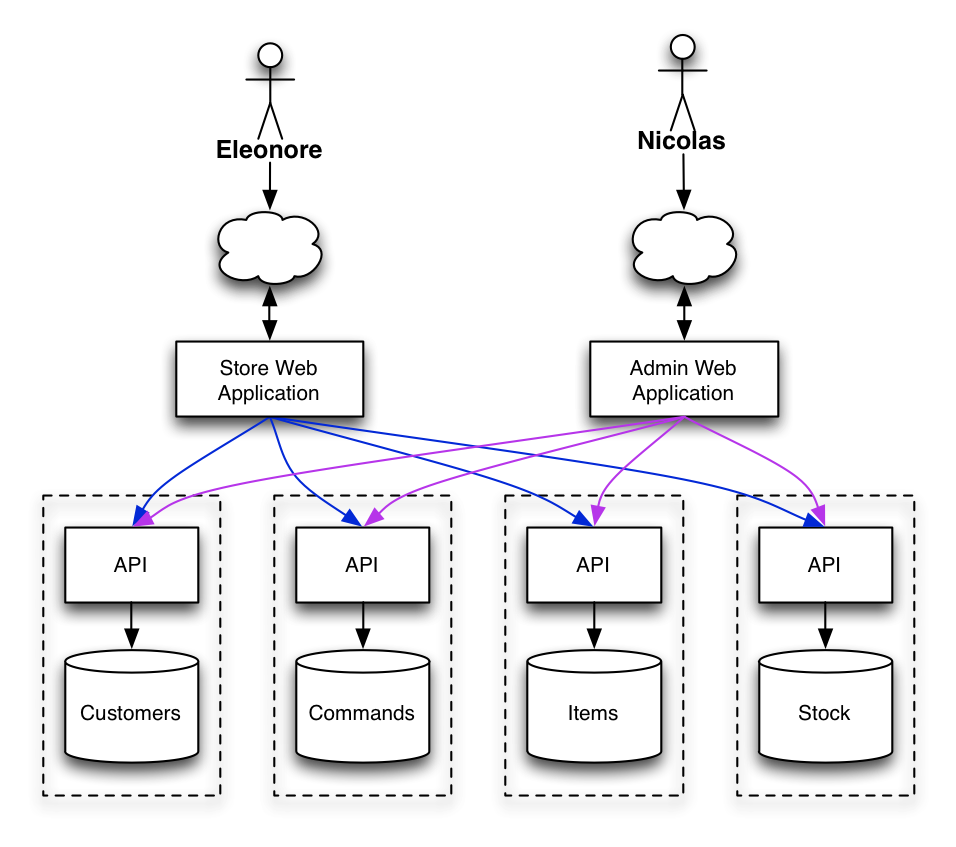 Eleonore
Nicolas
Store Web
Application
Admin Web
Application
API
API
API
API
Customers
Commands
Items
Stock